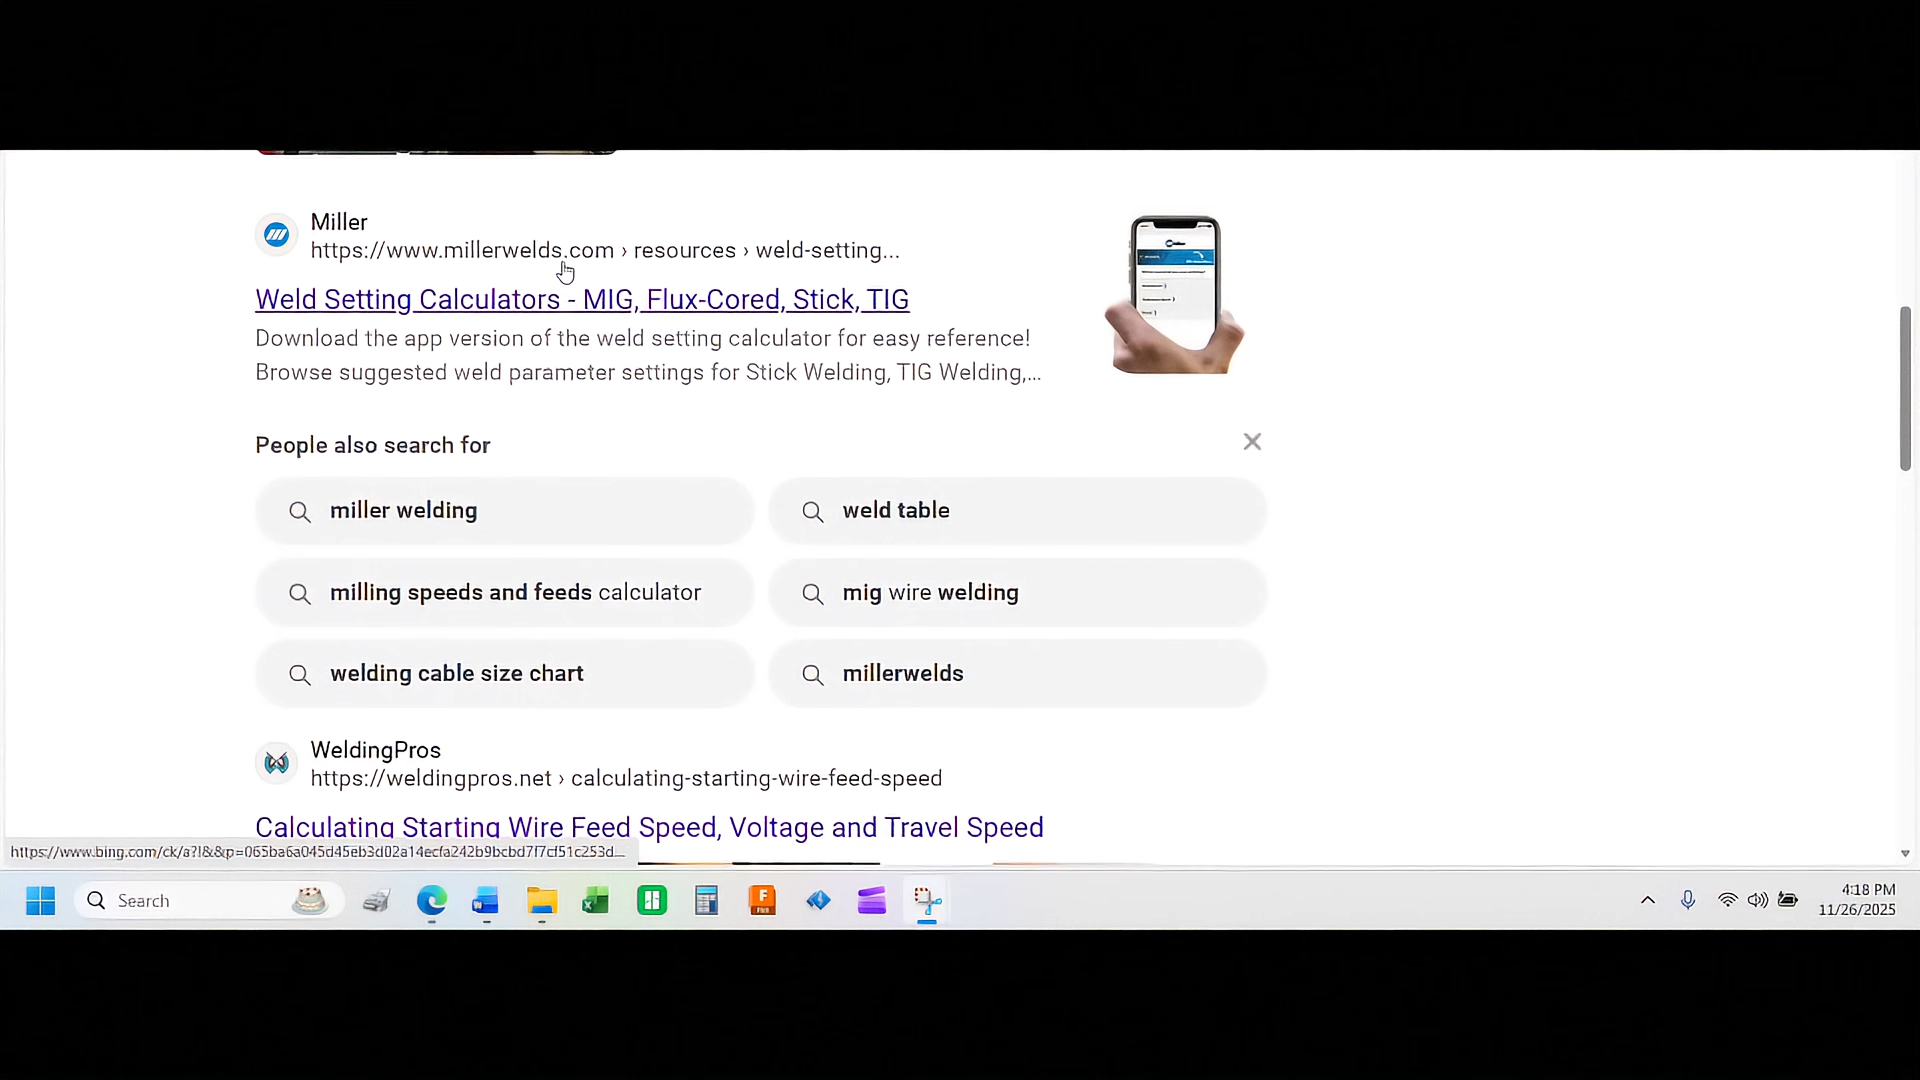 Miller
https://www.millerwelds.com › resources › weld-setting...
Weld Setting Calculators - MIG, Flux-Cored, Stick, TIG
Download the app version of the weld setting calculator for easy reference!
Browse suggested weld parameter settings for Stick Welding, TIG Welding,...
People also search for
miller welding
weld table
milling speeds and feeds calculator
mig wire welding
welding cable size chart
millerwelds
WeldingPros
https://weldingpros.net › calculating-starting-wire-feed-speed
Calculating Starting Wire Feed Speed, Voltage and Travel Speed
https://www.bing.com/ck/a?!&&p=065ba6a045d45eb3d02a14ecfa242b9bcbd7f7cf51c253d...
Search
4:18 PM
11/26/2025